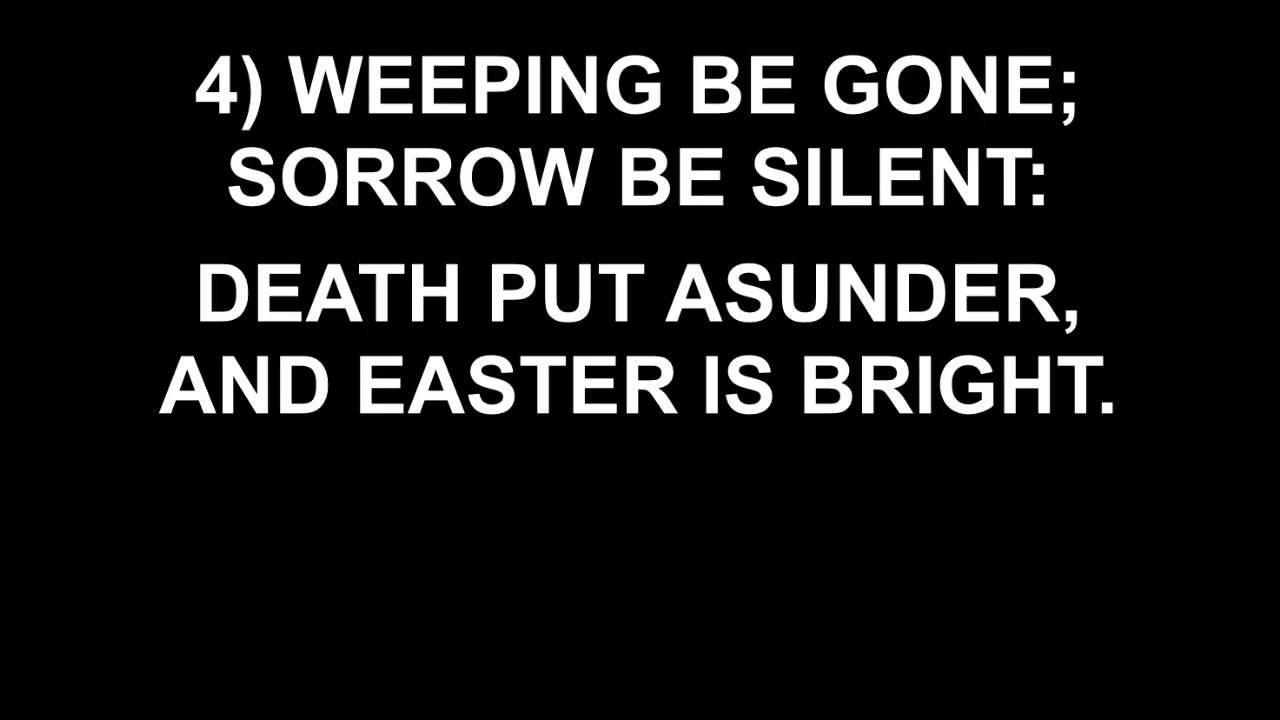 4) WEEPING BE GONE;
SORROW BE SILENT:
DEATH PUT ASUNDER,
AND EASTER IS BRIGHT.